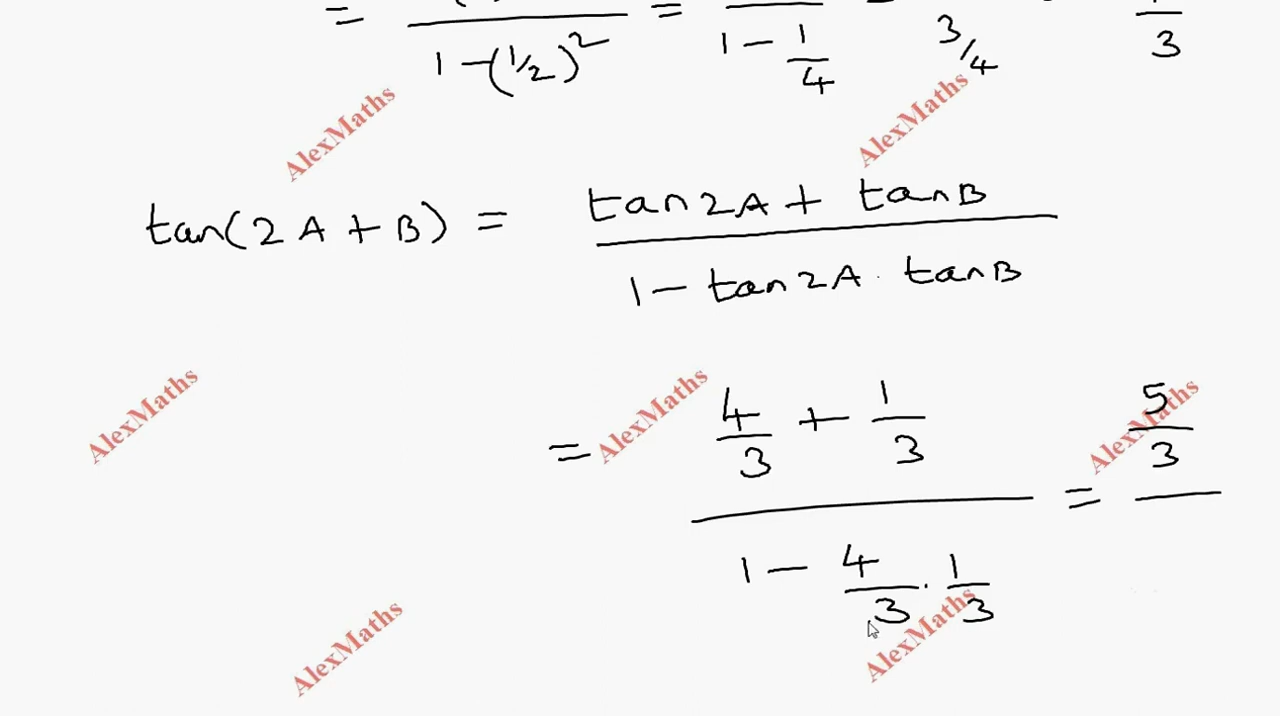 = 1-(1/2)² = 1 - 1/4 3/4 3
AlexMaths AlexMaths
tan(2A + B) = tan2A + tanB / 1 - tan2A . tanB
AlexMaths AlexMaths AlexMaths
= 4/3 + 1/3 / 1 - 4/3 . 1/3 = 5/3
AlexMaths AlexMaths